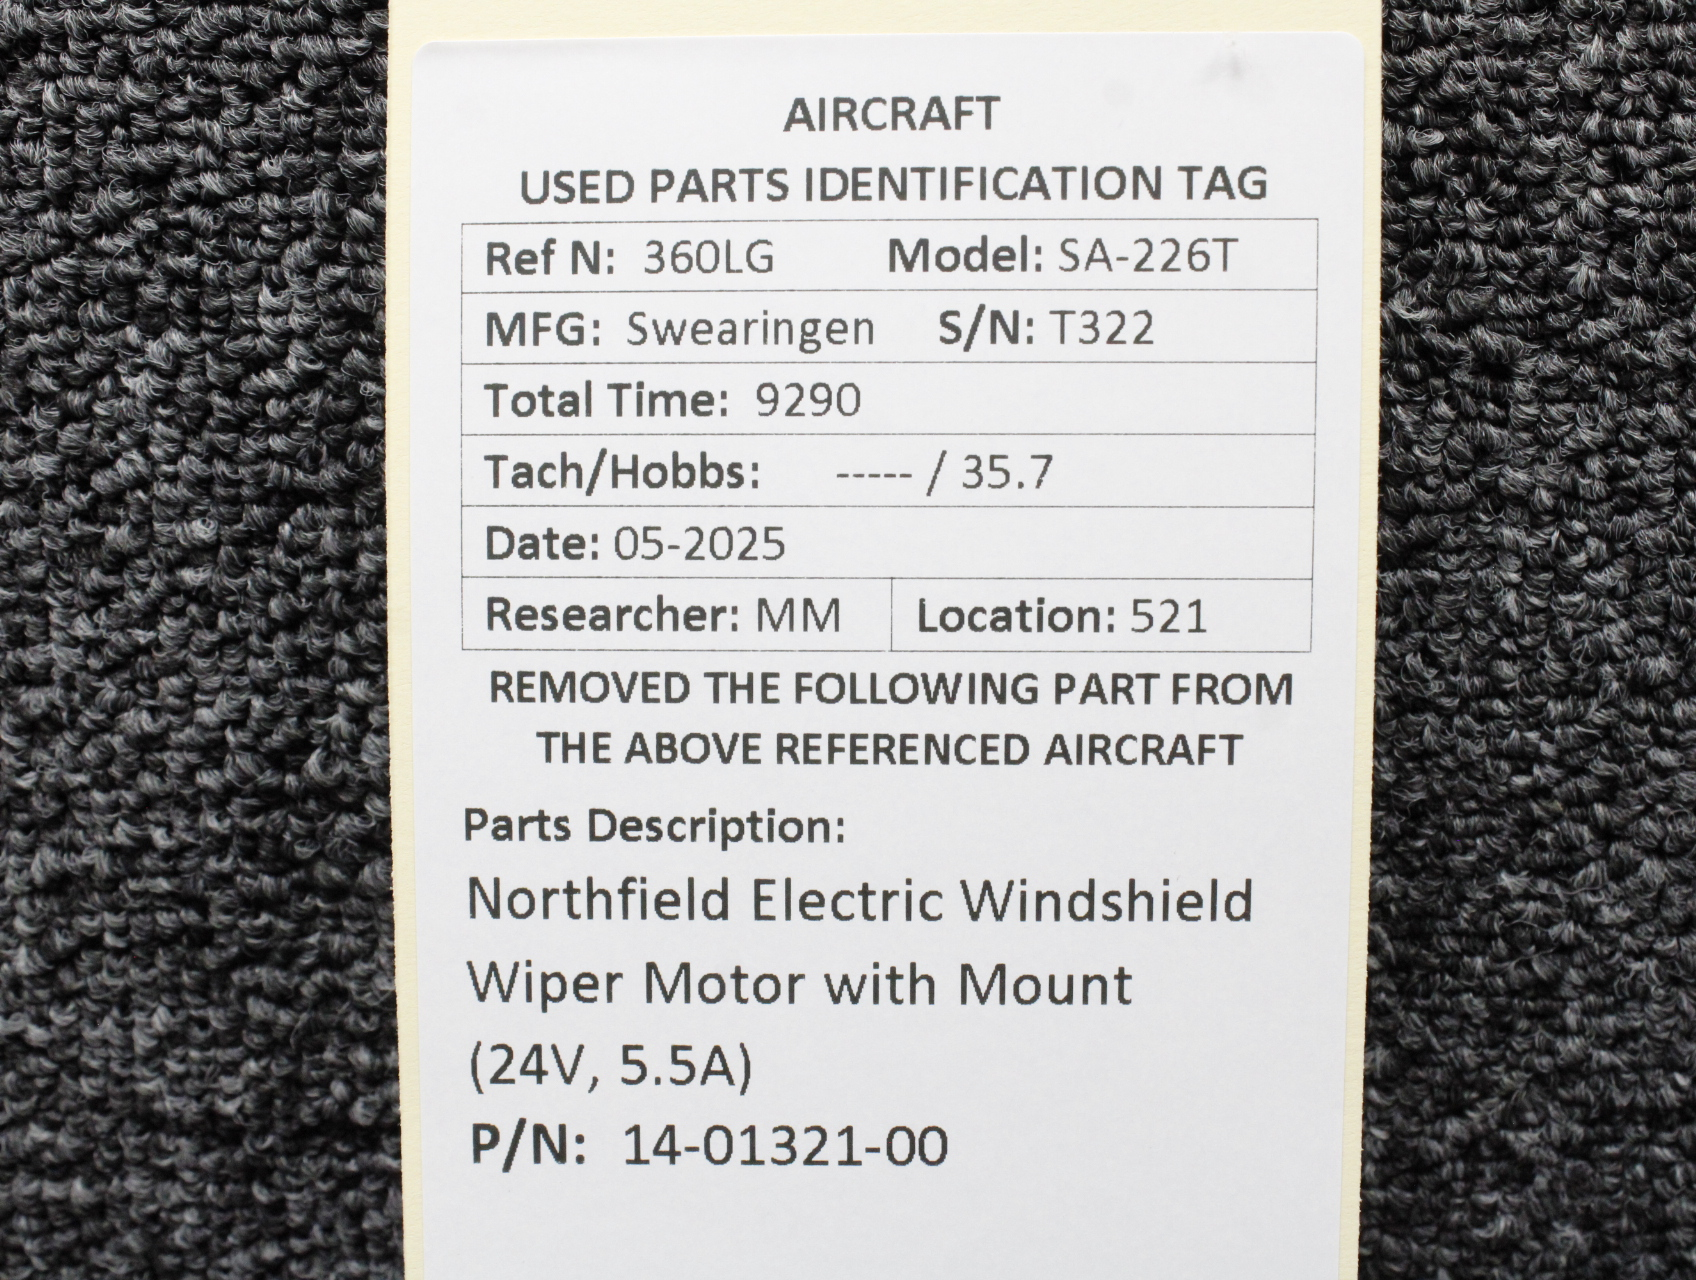 AIRCRAFT
USED PARTS IDENTIFICATION TAG
Ref N: 360LG Model: SA-226T
MFG: Swearingen S/N: T322
Total Time: 9290
Tach/Hobbs: ----- / 35.7
Date: 05-2025
Researcher: MM Location: 521
REMOVED THE FOLLOWING PART FROM
THE ABOVE REFERENCED AIRCRAFT
Parts Description:
Northfield Electric Windshield
Wiper Motor with Mount
(24V, 5.5A)
P/N: 14-01321-00